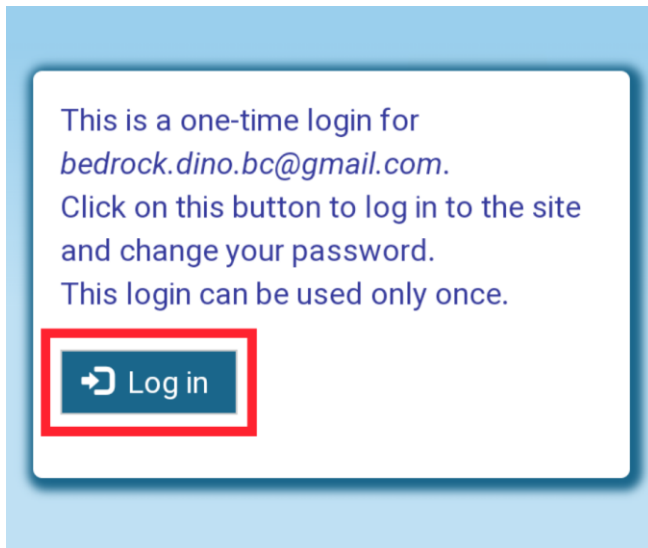 This is a one-time login for
bedrock.dino.bc@gmail.com.
Click on this button to log in to the site
and change your password.
This login can be used only once.
Log in